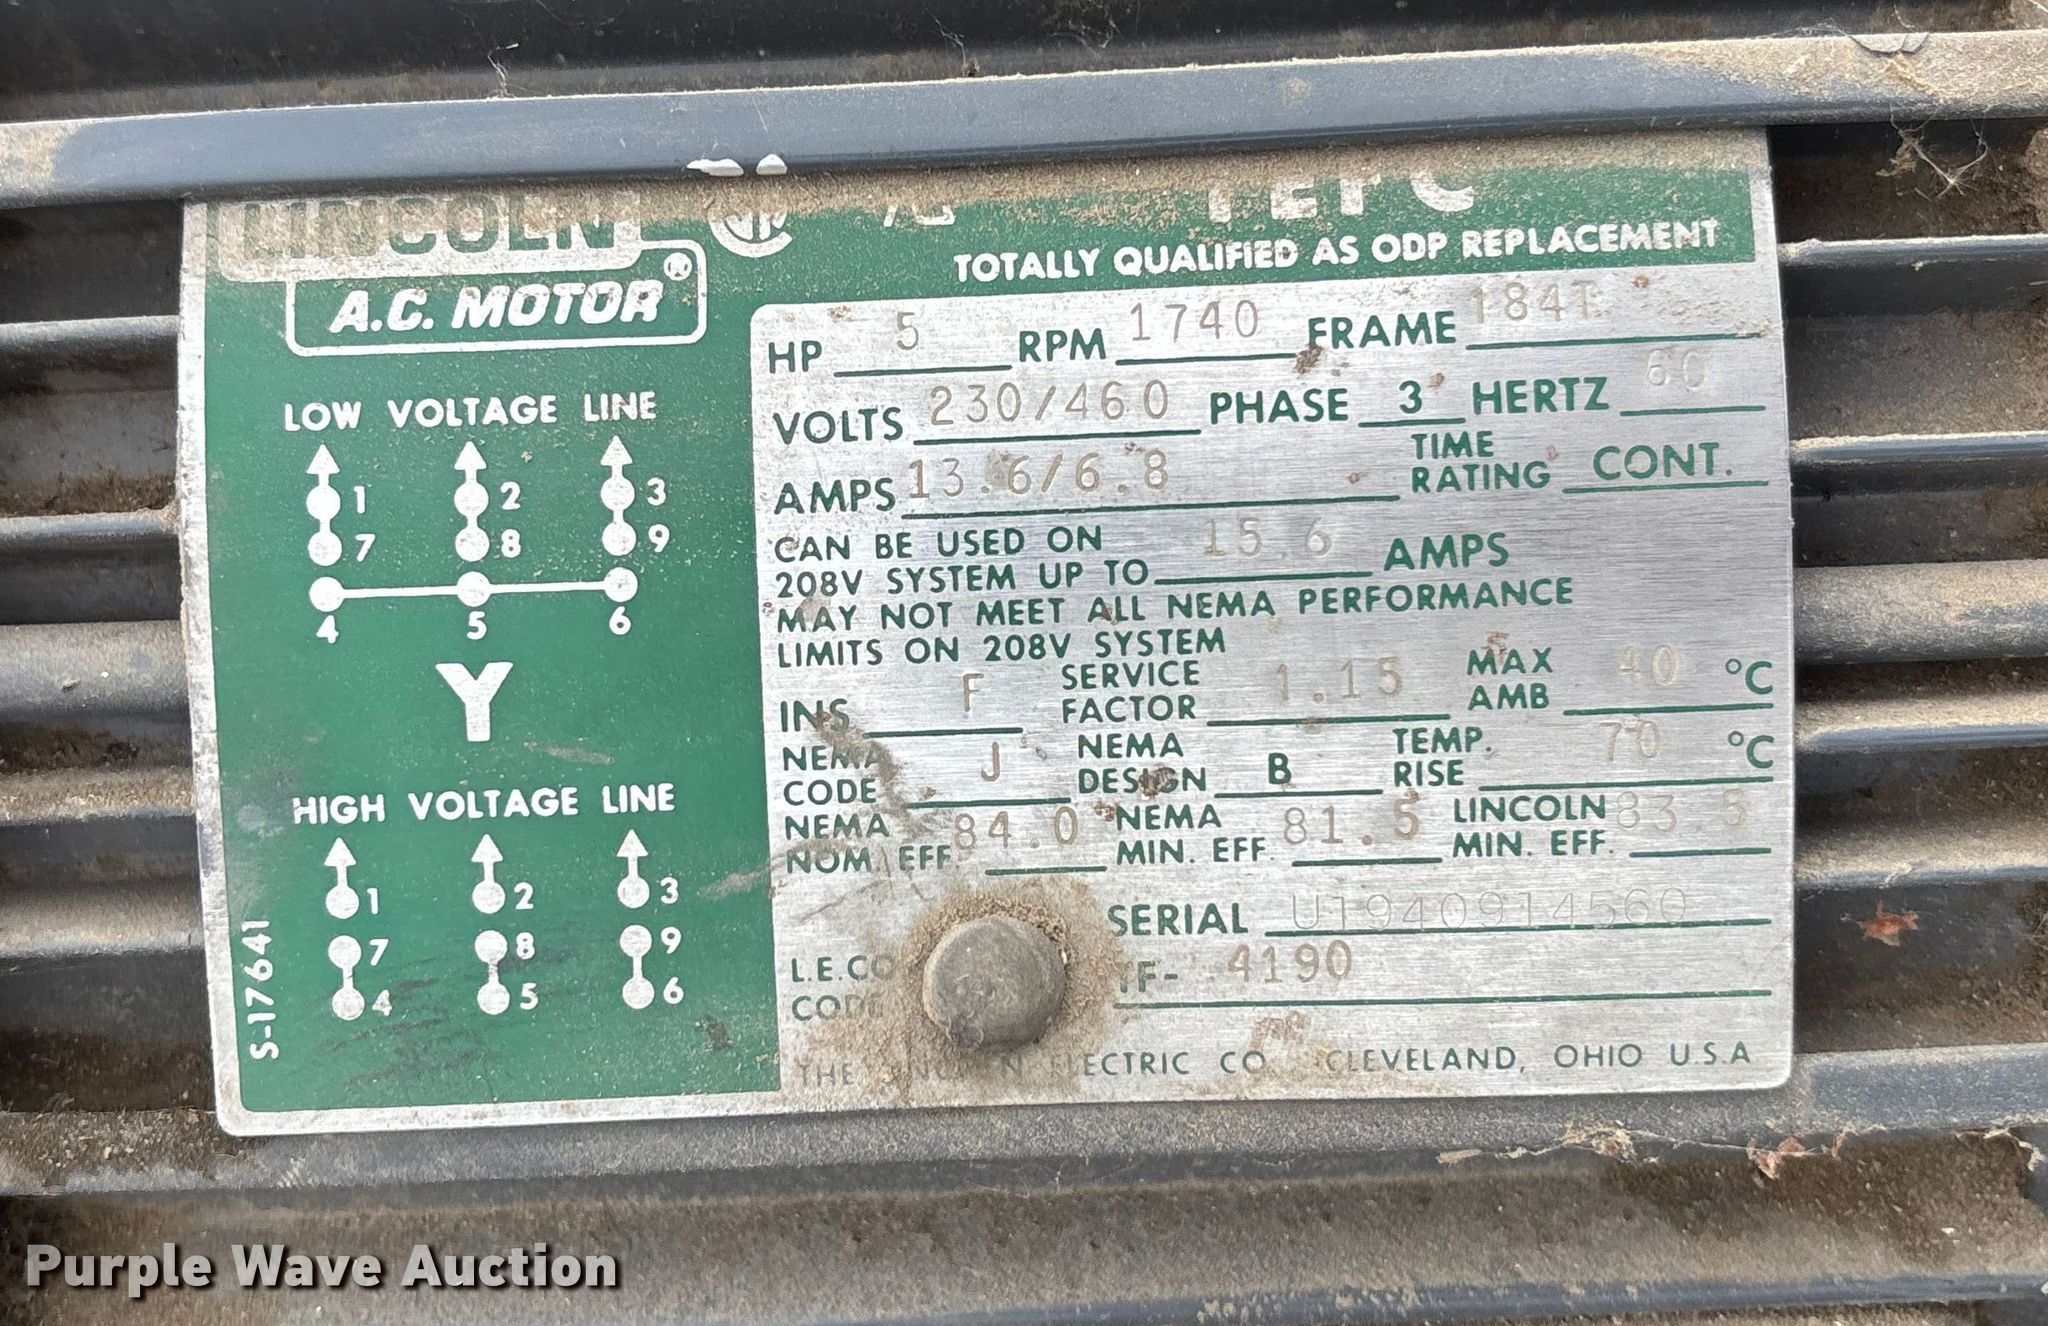 LINCOLN
A.C. MOTOR®
TEFC
TOTALLY QUALIFIED AS ODP REPLACEMENT
LOW VOLTAGE LINE
1 2 3
7 8 9
4 5 6
Y
HIGH VOLTAGE LINE
1 2 3
7 8 9
4 5 6
S-17641
HP 5 RPM 1740 FRAME 184T
VOLTS 230/460 PHASE 3 HERTZ 60
AMPS 13.6/6.8 TIME RATING CONT.
CAN BE USED ON
208V SYSTEM UP TO 15.6 AMPS
MAY NOT MEET ALL NEMA PERFORMANCE
LIMITS ON 208V SYSTEM
INS. F SERVICE FACTOR 1.15 MAX AMB 40 °C
NEMA CODE J NEMA DESIGN B TEMP. RISE 70 °C
NEMA NOM. EFF. 84.0 NEMA MIN. EFF. 81.5 LINCOLN MIN. EFF. 83.5
SERIAL U1940914560
L.E.CO CODE TF- 4190
THE LINCOLN ELECTRIC CO. CLEVELAND, OHIO U.S.A
Purple Wave Auction